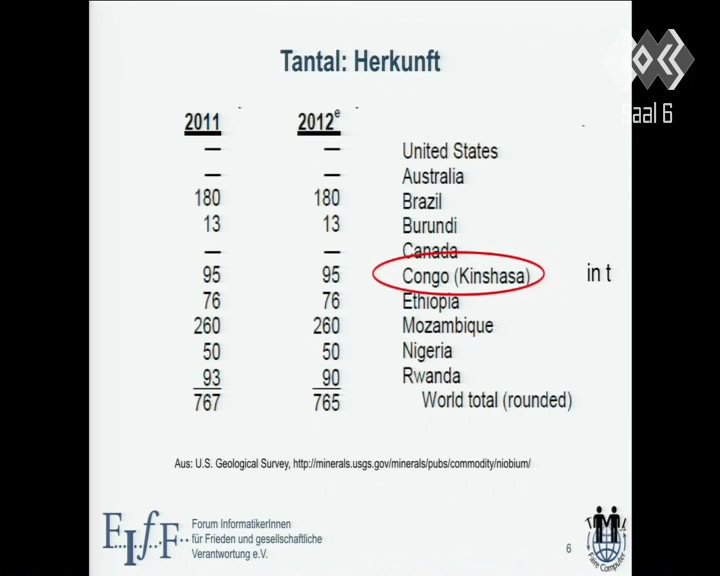 Tantal: Herkunft
Saal 6
2011 2012e
— — United States
— — Australia
180 180 Brazil
13 13 Burundi
— — Canada
95 95 Congo (Kinshasa) in t
76 76 Ethiopia
260 260 Mozambique
50 50 Nigeria
93 90 Rwanda
767 765 World total (rounded)
Aus: U.S. Geological Survey, http://minerals.usgs.gov/minerals/pubs/commodity/niobium/
FIfF
Forum InformatikerInnen
für Frieden und gesellschaftliche
Verantwortung e.V.
6
Faire Computer